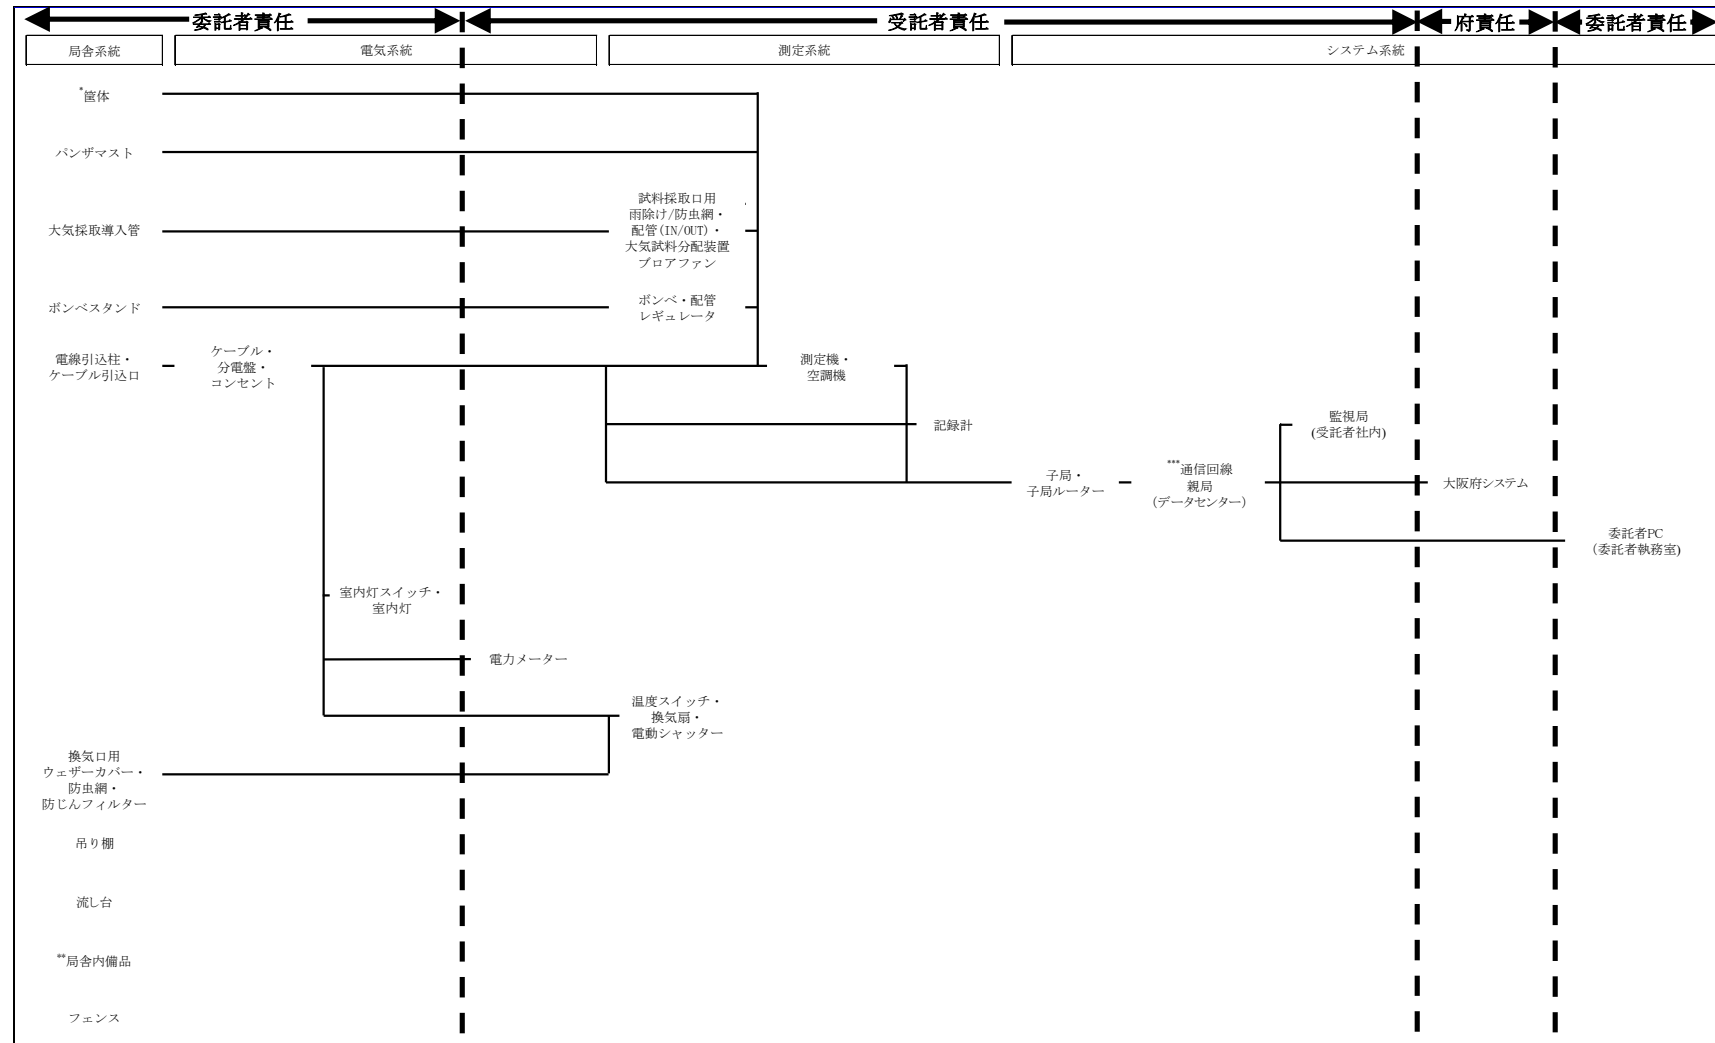 委託者責任
受託者責任
府責任
委託者責任
局舎系統
電気系統
測定系統
システム系統
*筐体
パンザマスト
試料採取口用
雨除け/防虫網・
配管(IN/OUT)・
大気試料分配装置
ブロアファン
大気採取導入管
ボンベスタンド
ボンベ・配管
レギュレータ
電線引込柱・
ケーブル引込口
ケーブル・
分電盤・
コンセント
測定機・
空調機
記録計
監視局
(受託者社内)
子局・
子局ルーター
***通信回線
親局
(データセンター)
大阪府システム
委託者PC
(委託者執務室)
室内灯スイッチ・
室内灯
電力メーター
温度スイッチ・
換気扇・
電動シャッター
換気口用
ウェザーカバー・
防虫網・
防じんフィルター
吊り棚
流し台
**局舎内備品
フェンス